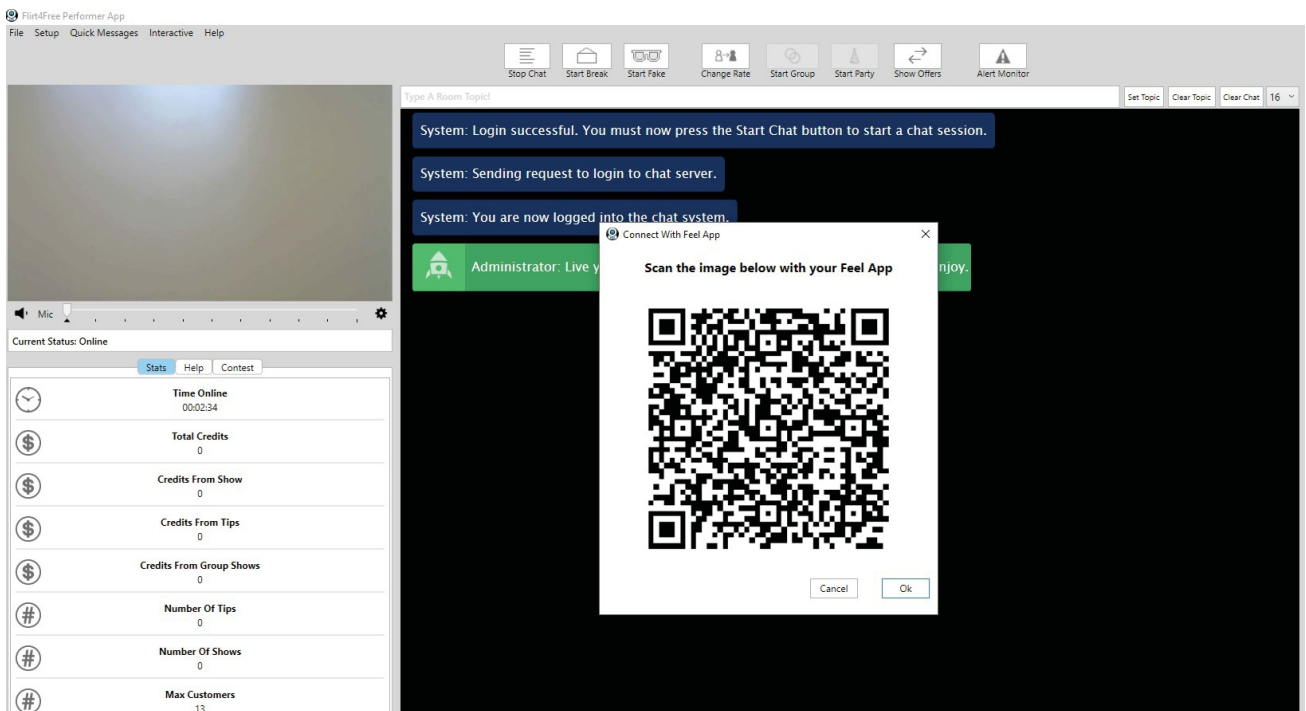 Flirt4Free Performer App
File Setup Quick Messages Interactive Help
Stop Chat Start Break Start Fake Change Rate Start Group Start Party Show Offers Alert Monitor
Type A Room Topic!
Set Topic Clear Topic Clear Chat 16
System: Login successful. You must now press the Start Chat button to start a chat session.
System: Sending request to login to chat server.
System: You are now logged into the chat system.
Administrator: Live y
njoy.
Connect With Feel App
Scan the image below with your Feel App
Cancel Ok
Mic
Current Status: Online
Stats Help Contest
Time Online
00:02:34
Total Credits
0
Credits From Show
0
Credits From Tips
0
Credits From Group Shows
0
Number Of Tips
0
Number Of Shows
0
Max Customers
13